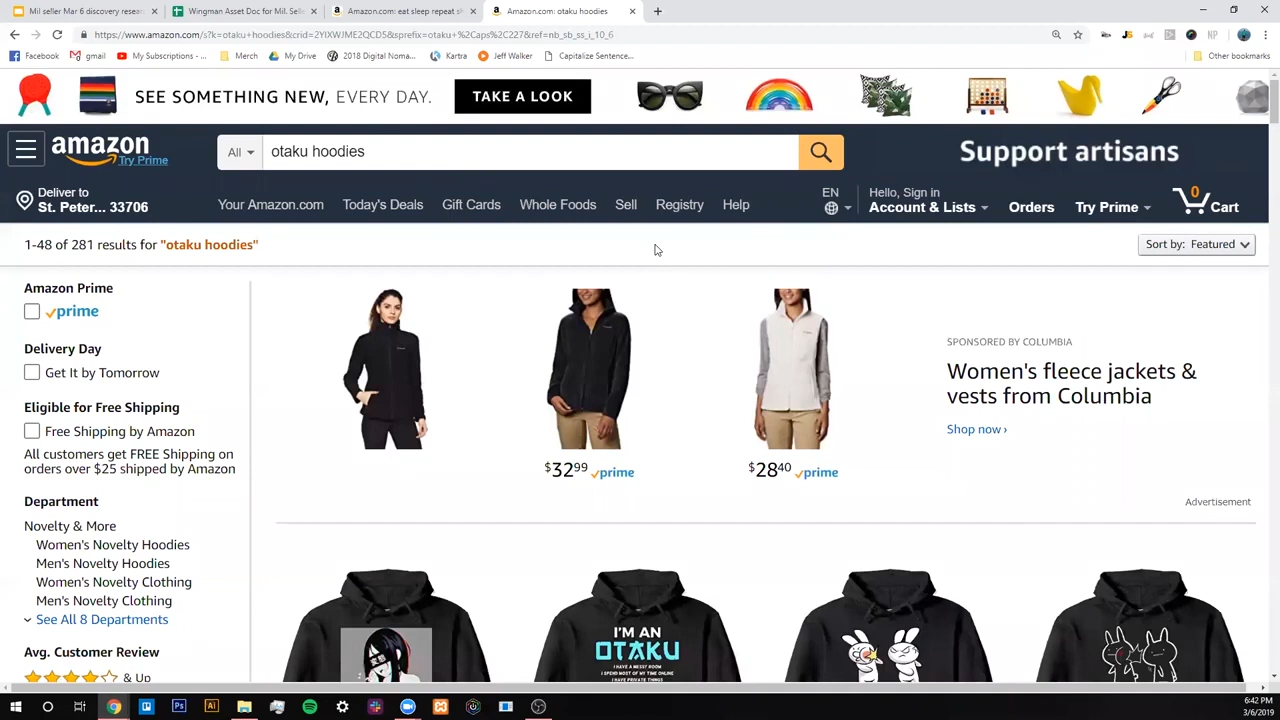 Mil seller Mar 6 discovery resear
Wingman Asset Doc for Mil. Selle
Amazon.com: eat sleep repeat sh
Amazon.com: otaku hoodies
https://www.amazon.com/s?k=otaku+hoodies&crid=2YIXWJME2QCD5&sprefix=otaku+%2Caps%2C227&ref=nb_sb_ss_i_10_6
JS
NP
Facebook
gmail
My Subscriptions - ...
Merch
My Drive
2018 Digital Noma...
Kartra
Jeff Walker
Capitalize Sentence...
Other bookmarks
SEE SOMETHING NEW, EVERY DAY.
TAKE A LOOK
amazon
Try Prime
All
otaku hoodies
Support artisans
Deliver to
St. Peter... 33706
Your Amazon.com
Today's Deals
Gift Cards
Whole Foods
Sell
Registry
Help
EN
Hello, Sign in
Account & Lists
Orders
Try Prime
0
Cart
1-48 of 281 results for "otaku hoodies"
Sort by: Featured
Amazon Prime
prime
Delivery Day
Get It by Tomorrow
Eligible for Free Shipping
Free Shipping by Amazon
All customers get FREE Shipping on
orders over $25 shipped by Amazon
Department
Novelty & More
Women's Novelty Hoodies
Men's Novelty Hoodies
Women's Novelty Clothing
Men's Novelty Clothing
See All 8 Departments
Avg. Customer Review
& Up
$32 99 prime
$28 40 prime
SPONSORED BY COLUMBIA
Women's fleece jackets &
vests from Columbia
Shop now ›
Advertisement
I'M AN
OTAKU
I HAVE A MESSY ROOM
I SPEND MOST OF MY TIME ONLINE
I HAVE PRIVATE THINGS
Ps
Ai
6:42 PM
3/6/2019